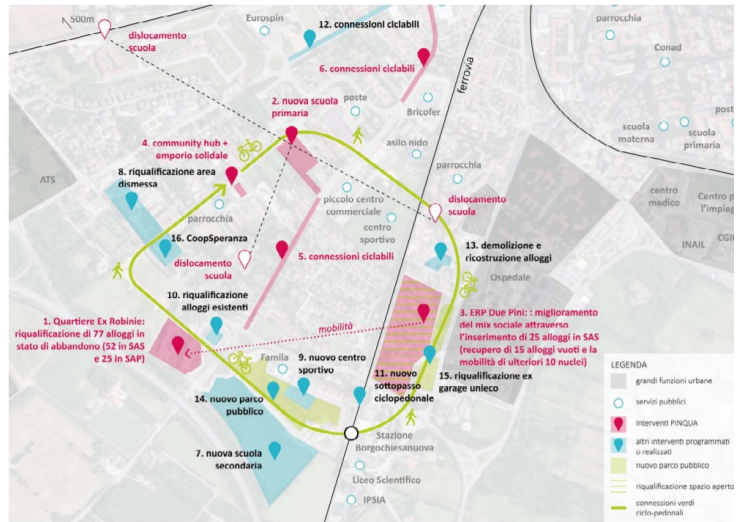 500m
Eurospin
12. connessioni ciclabili
parrocchia
dislocamento
scuola
Conad
6. connessioni ciclabili
ferrovia
2. nuova scuola
primaria
poste
Bricofer
4. community hub +
emporio solidale
asilo nido
scuola
materna
scuola
primaria
8. riqualificazione area
dismessa
ATS
parrocchia
piccolo centro
commerciale
parrocchia
dislocamento
scuola
centro
medico
centro
sportivo
parrocchia
16. CoopSperanza
INAIL
dislocamento
scuola
5. connessioni ciclabili
13. demolizione e
ricostruzione alloggi
Ospedale
10. riqualificazione
alloggi esistenti
1. Quartiere Ex Robinie:
riqualificazione di 77 alloggi in
stato di abbandono (52 in SAS
e 25 in SAP)
mobilità
3. ERP Due Pini: : miglioramento
del mix sociale attraverso
l'inserimento di 25 alloggi in SAS
(recupero di 15 alloggi vuoti e la
mobilità di ulteriori 10 nuclei)
Famila
9. nuovo centro
sportivo
11. nuovo
sottopasso
ciclopedonale
15. riqualificazione ex
garage unieco
14. nuovo parco
pubblico
7. nuova scuola
secondaria
Stazione
Borgochiesanuova
Liceo Scientifico
IPSIA
LEGENDA
grandi funzioni urbane
servizi pubblici
Interventi PINQUA
altri interventi programmati
o realizzati
nuovo parco pubblico
riqualificazione spazio aperto
connessioni verdi
ciclo-pedonali